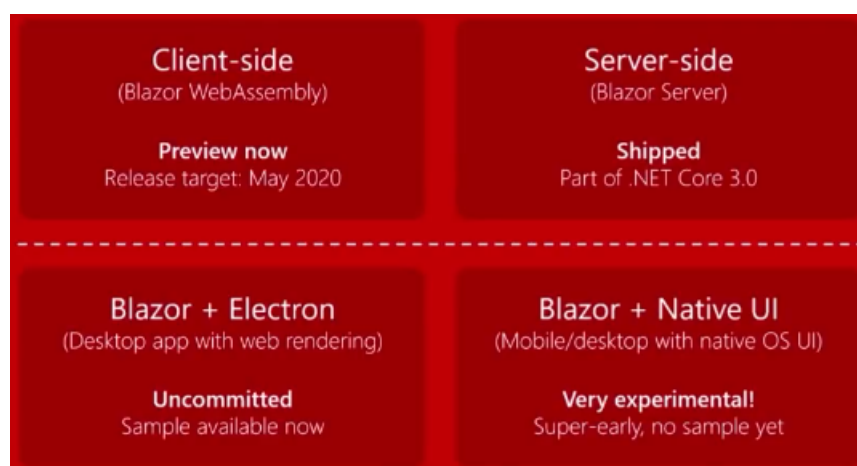 Client-side
(Blazor WebAssembly)
Preview now
Release target: May 2020
Server-side
(Blazor Server)
Shipped
Part of .NET Core 3.0
Blazor + Electron
(Desktop app with web rendering)
Uncommitted
Sample available now
Blazor + Native UI
(Mobile/desktop with native OS UI)
Very experimental!
Super-early, no sample yet